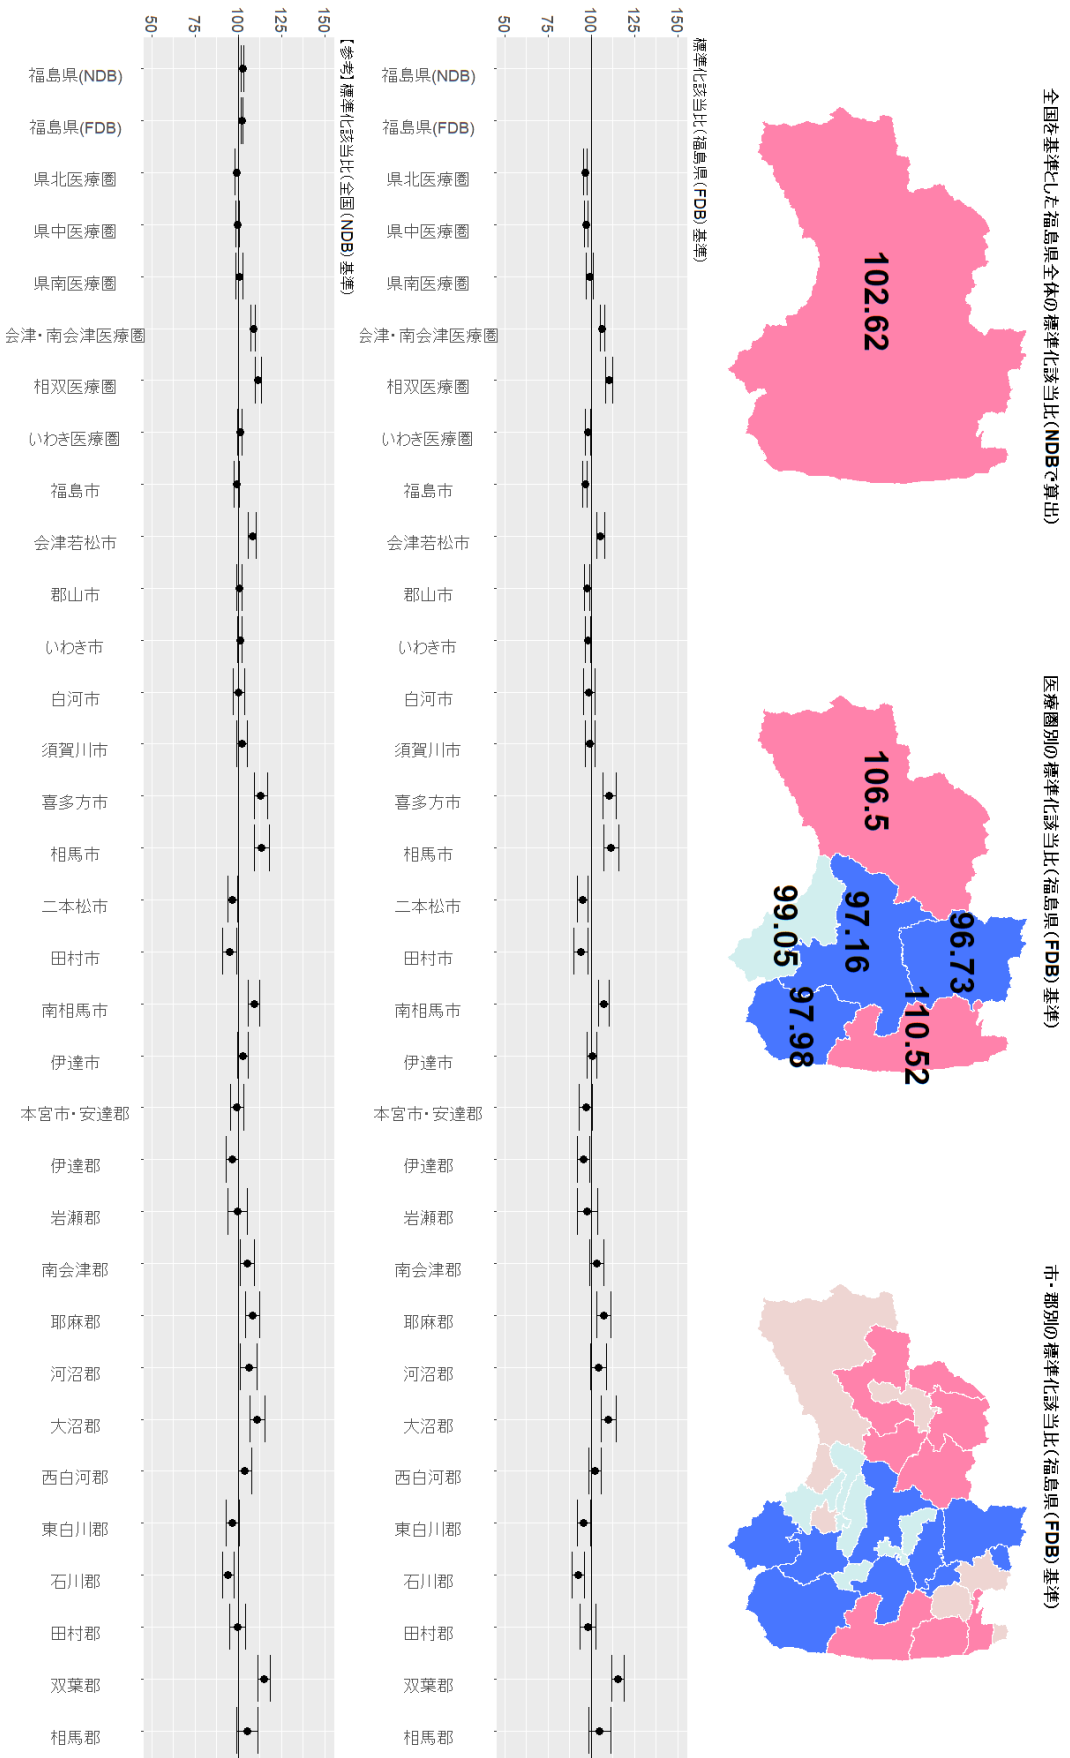 全国を基準とした福島県全体の標準化該当比(NDBで算出)
102.62
医療圏別の標準化該当比(福島県(FDB)基準)
106.5
96.73
97.16
99.05
110.52
97.98
市・郡別の標準化該当比(福島県(FDB)基準)
標準化該当比(福島県(FDB)基準)
150
125
100
75
50
福島県(NDB)
福島県(FDB)
県北医療圏
県中医療圏
県南医療圏
会津・南会津医療圏
相双医療圏
いわき医療圏
福島市
会津若松市
郡山市
いわき市
白河市
須賀川市
喜多方市
相馬市
二本松市
田村市
南相馬市
伊達市
本宮市・安達郡
伊達郡
岩瀬郡
南会津郡
耶麻郡
河沼郡
大沼郡
西白河郡
東白川郡
石川郡
田村郡
双葉郡
相馬郡
【参考】標準化該当比(全国(NDB)基準)
150
125
100
75
50
福島県(NDB)
福島県(FDB)
県北医療圏
県中医療圏
県南医療圏
会津・南会津医療圏
相双医療圏
いわき医療圏
福島市
会津若松市
郡山市
いわき市
白河市
須賀川市
喜多方市
相馬市
二本松市
田村市
南相馬市
伊達市
本宮市・安達郡
伊達郡
岩瀬郡
南会津郡
耶麻郡
河沼郡
大沼郡
西白河郡
東白川郡
石川郡
田村郡
双葉郡
相馬郡